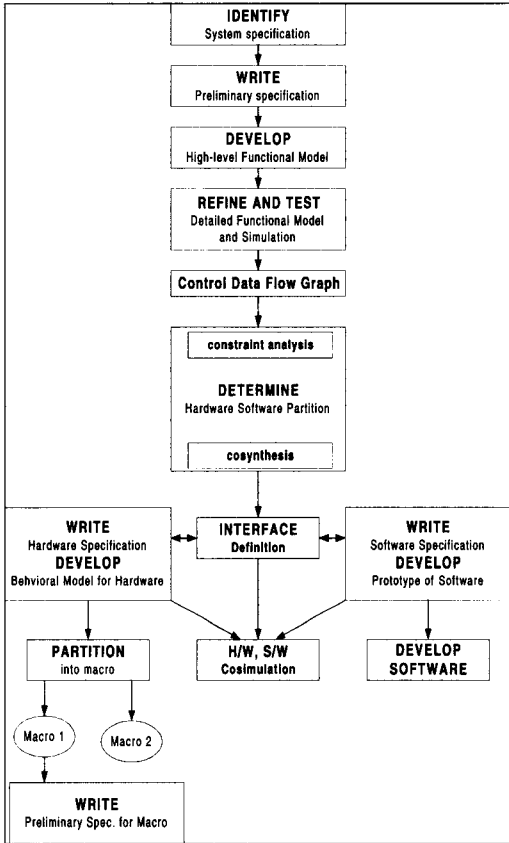 IDENTIFY
System specification
WRITE
Preliminary specification
DEVELOP
High-level Functional Model
REFINE AND TEST
Detailed Functional Model
and Simulation
Control Data Flow Graph
constraint analysis
DETERMINE
Hardware Software Partition
cosynthesis
WRITE
Hardware Specification
DEVELOP
Behvioral Model for Hardware
INTERFACE
Definition
WRITE
Software Specification
DEVELOP
Prototype of Software
PARTITION
into macro
H/W, S/W
Cosimulation
DEVELOP
SOFTWARE
Macro 1
Macro 2
WRITE
Preliminary Spec. for Macro